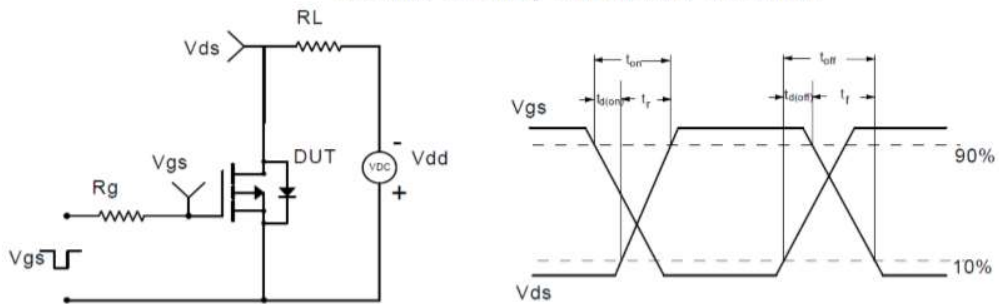 RL
Vds
Vgs
DUT
VDC
-
Vdd
+
Rg
Vgs
ton
toff
td(on)
tr
td(off)
tf
Vgs
90%
10%
Vds